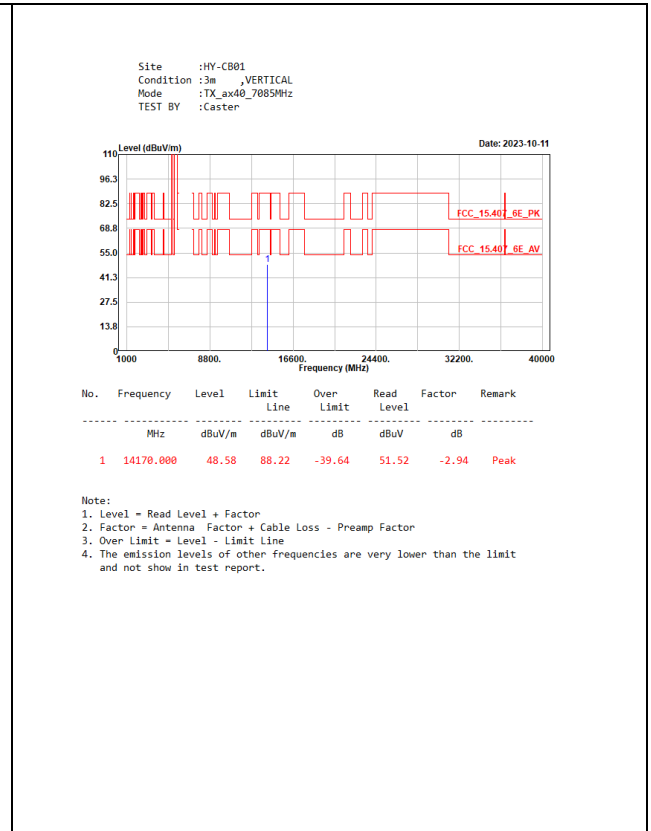 Site :HY-CB01
Condition :3m ,VERTICAL
Mode :TX_ax40_7085MHz
TEST BY :Caster
Level (dBuV/m) Date: 2023-10-11
110
96.3
82.5
68.8
55.0
41.3
27.5
13.8
0
FCC_15.407_6E_PK
FCC_15.407_6E_AV
1
1000 8800. 16600. 24400. 32200. 40000
Frequency (MHz)
No. Frequency Level Limit Over Read Factor Remark
Line Limit Level
------ ----------- -------- -------- --------- --------- -------- ---------
MHz dBuV/m dBuV/m dB dBuV dB
1 14170.000 48.58 88.22 -39.64 51.52 -2.94 Peak
Note:
1. Level = Read Level + Factor
2. Factor = Antenna Factor + Cable Loss - Preamp Factor
3. Over Limit = Level - Limit Line
4. The emission levels of other frequencies are very lower than the limit
and not show in test report.